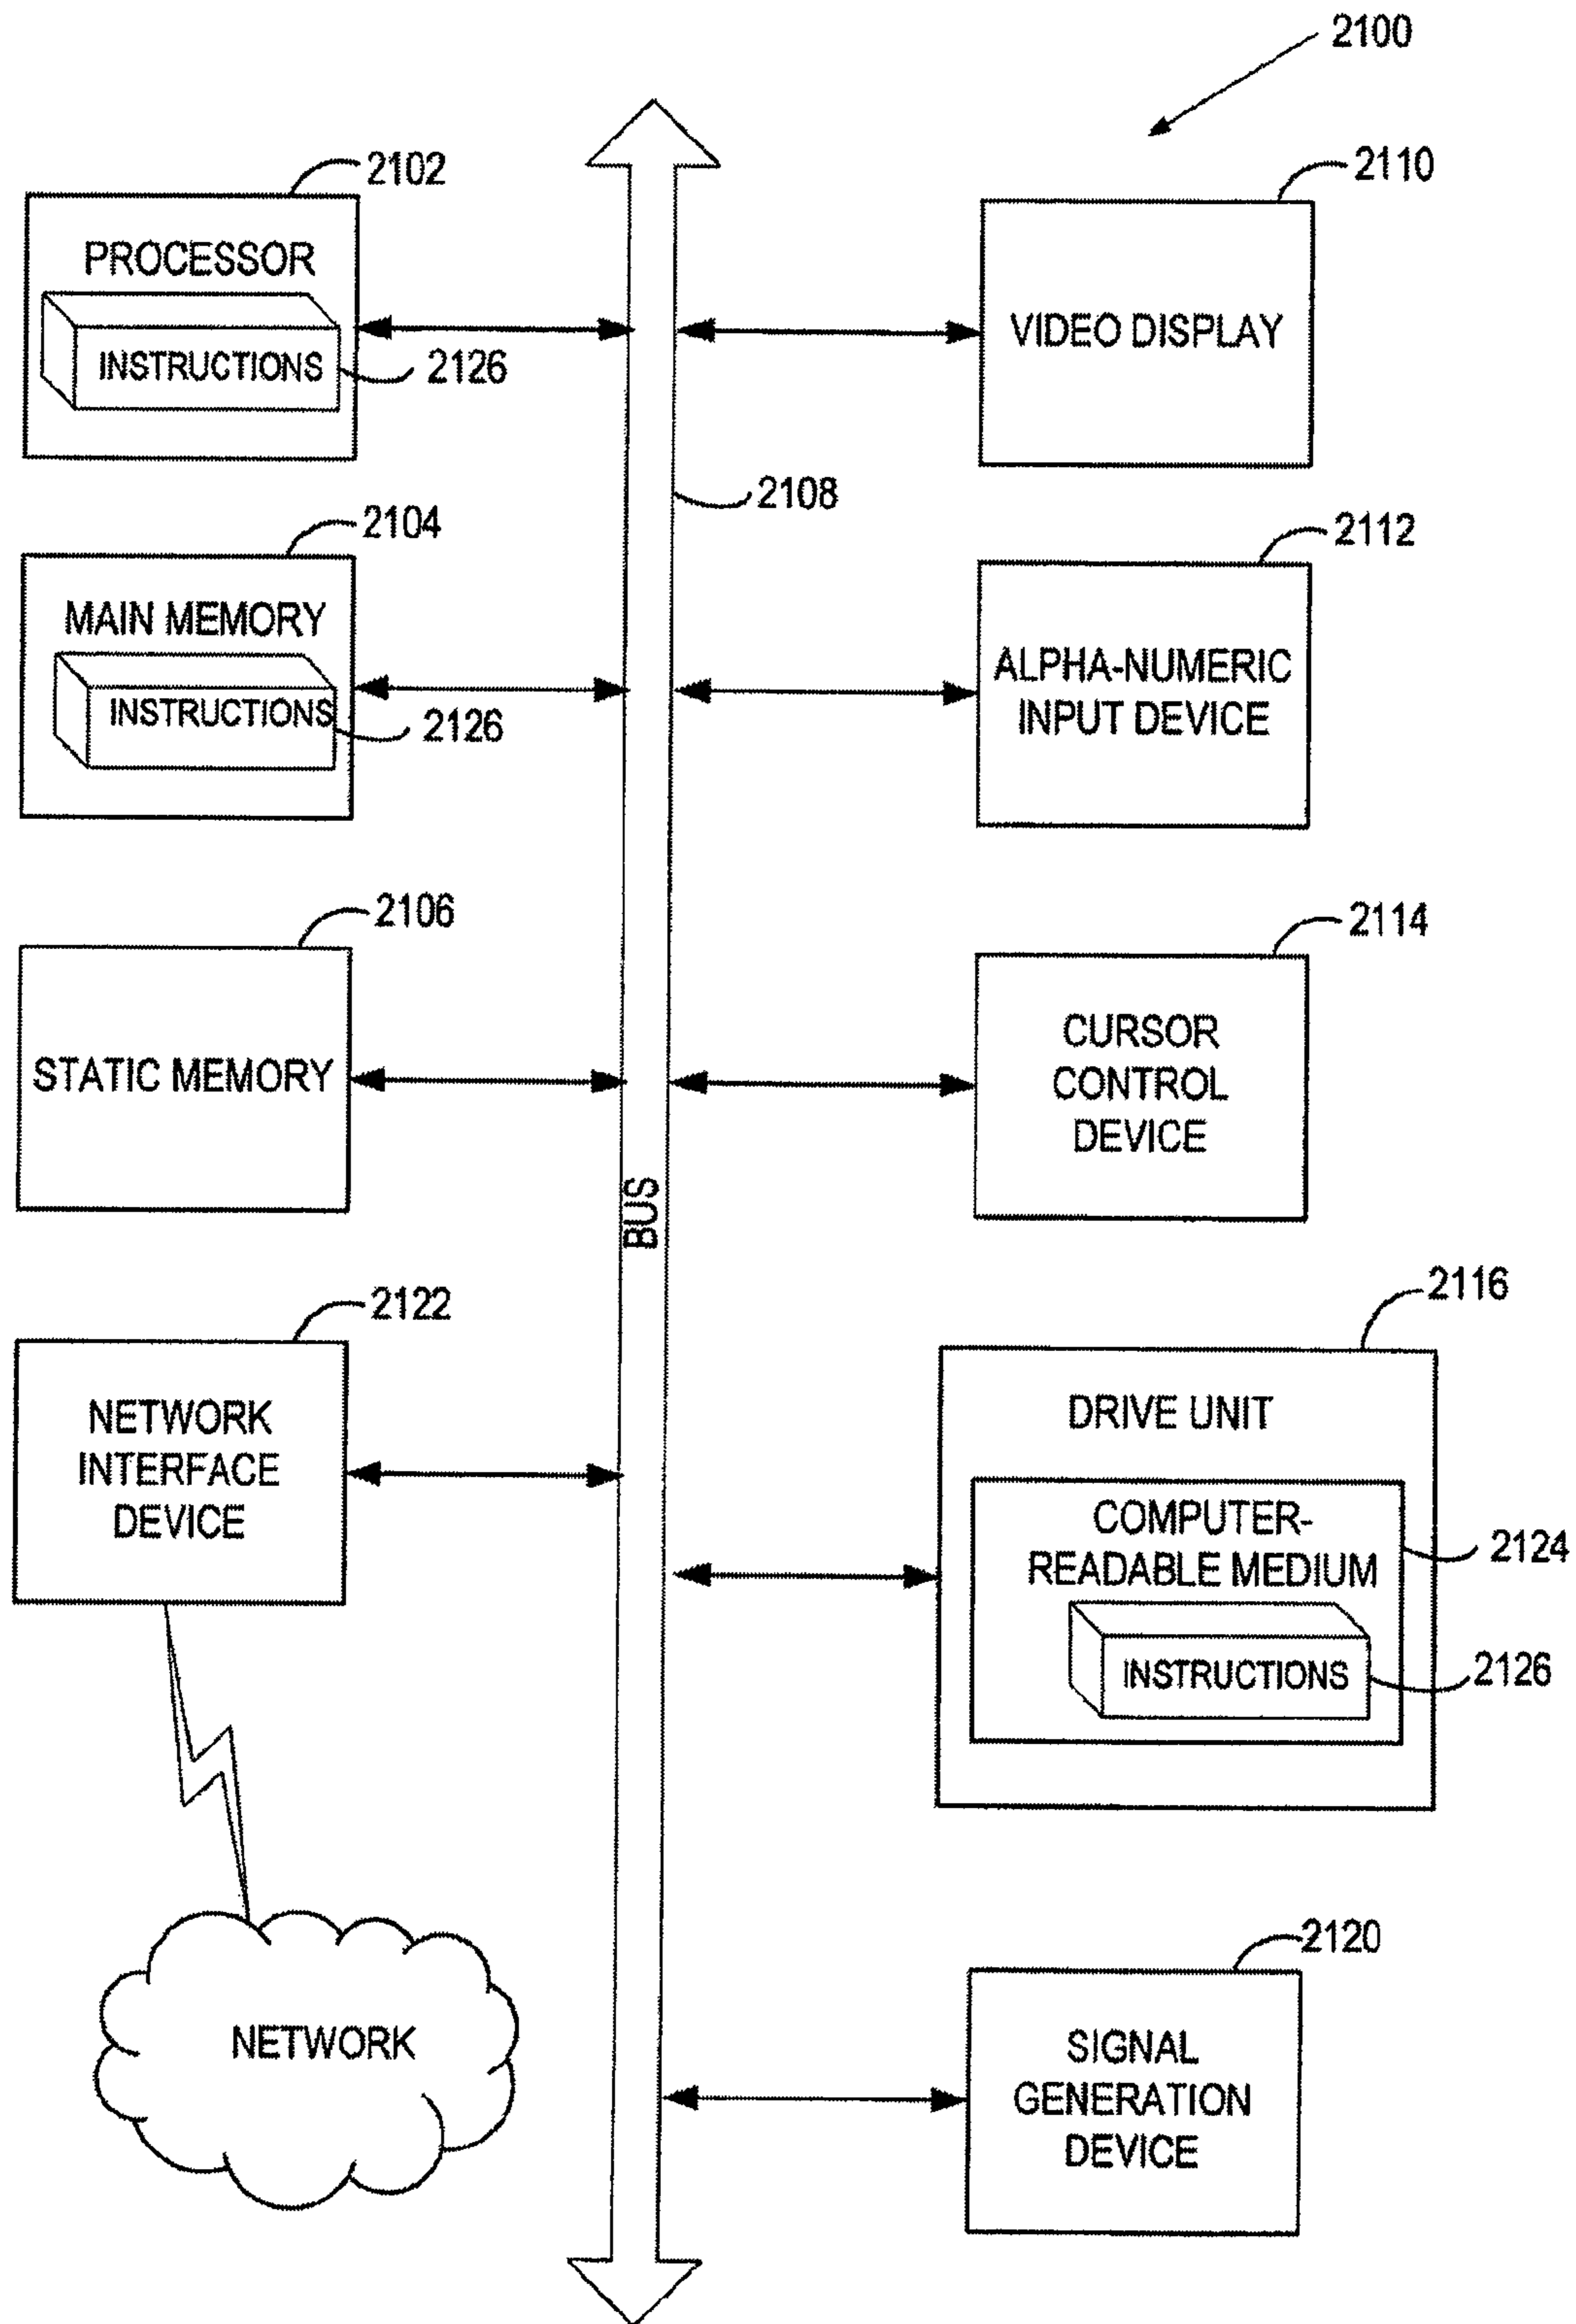 2100
2102
PROCESSOR
INSTRUCTIONS
2126
2110
VIDEO DISPLAY
2108
2104
MAIN MEMORY
INSTRUCTIONS
2126
2112
ALPHA-NUMERIC
INPUT DEVICE
2106
STATIC MEMORY
2114
CURSOR
CONTROL
DEVICE
BUS
2122
NETWORK
INTERFACE
DEVICE
2116
DRIVE UNIT
COMPUTER-
READABLE MEDIUM
2124
INSTRUCTIONS
2126
NETWORK
2120
SIGNAL
GENERATION
DEVICE